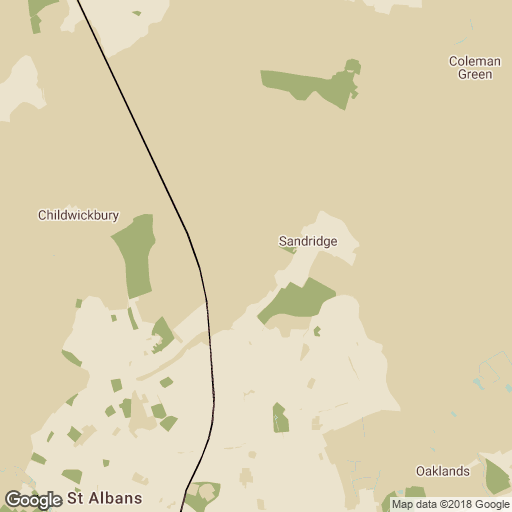 Coleman
Green
Childwickbury
Sandridge
Oaklands
Google
St Albans
Map data ©2018 Google